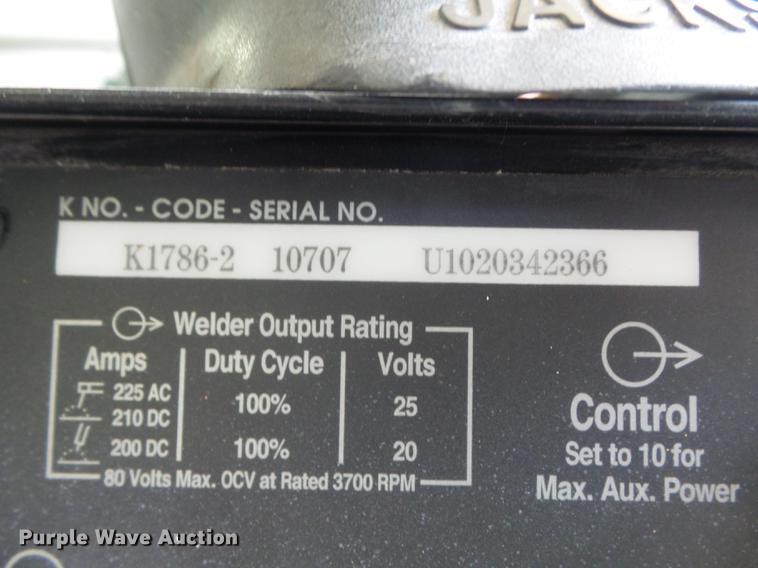 JACKS
K NO. - CODE - SERIAL NO.
K1786-2 10707 U1020342366
Welder Output Rating
Amps Duty Cycle Volts
225 AC
210 DC 100% 25
200 DC 100% 20
80 Volts Max. OCV at Rated 3700 RPM
Control
Set to 10 for
Max. Aux. Power
Purple Wave Auction